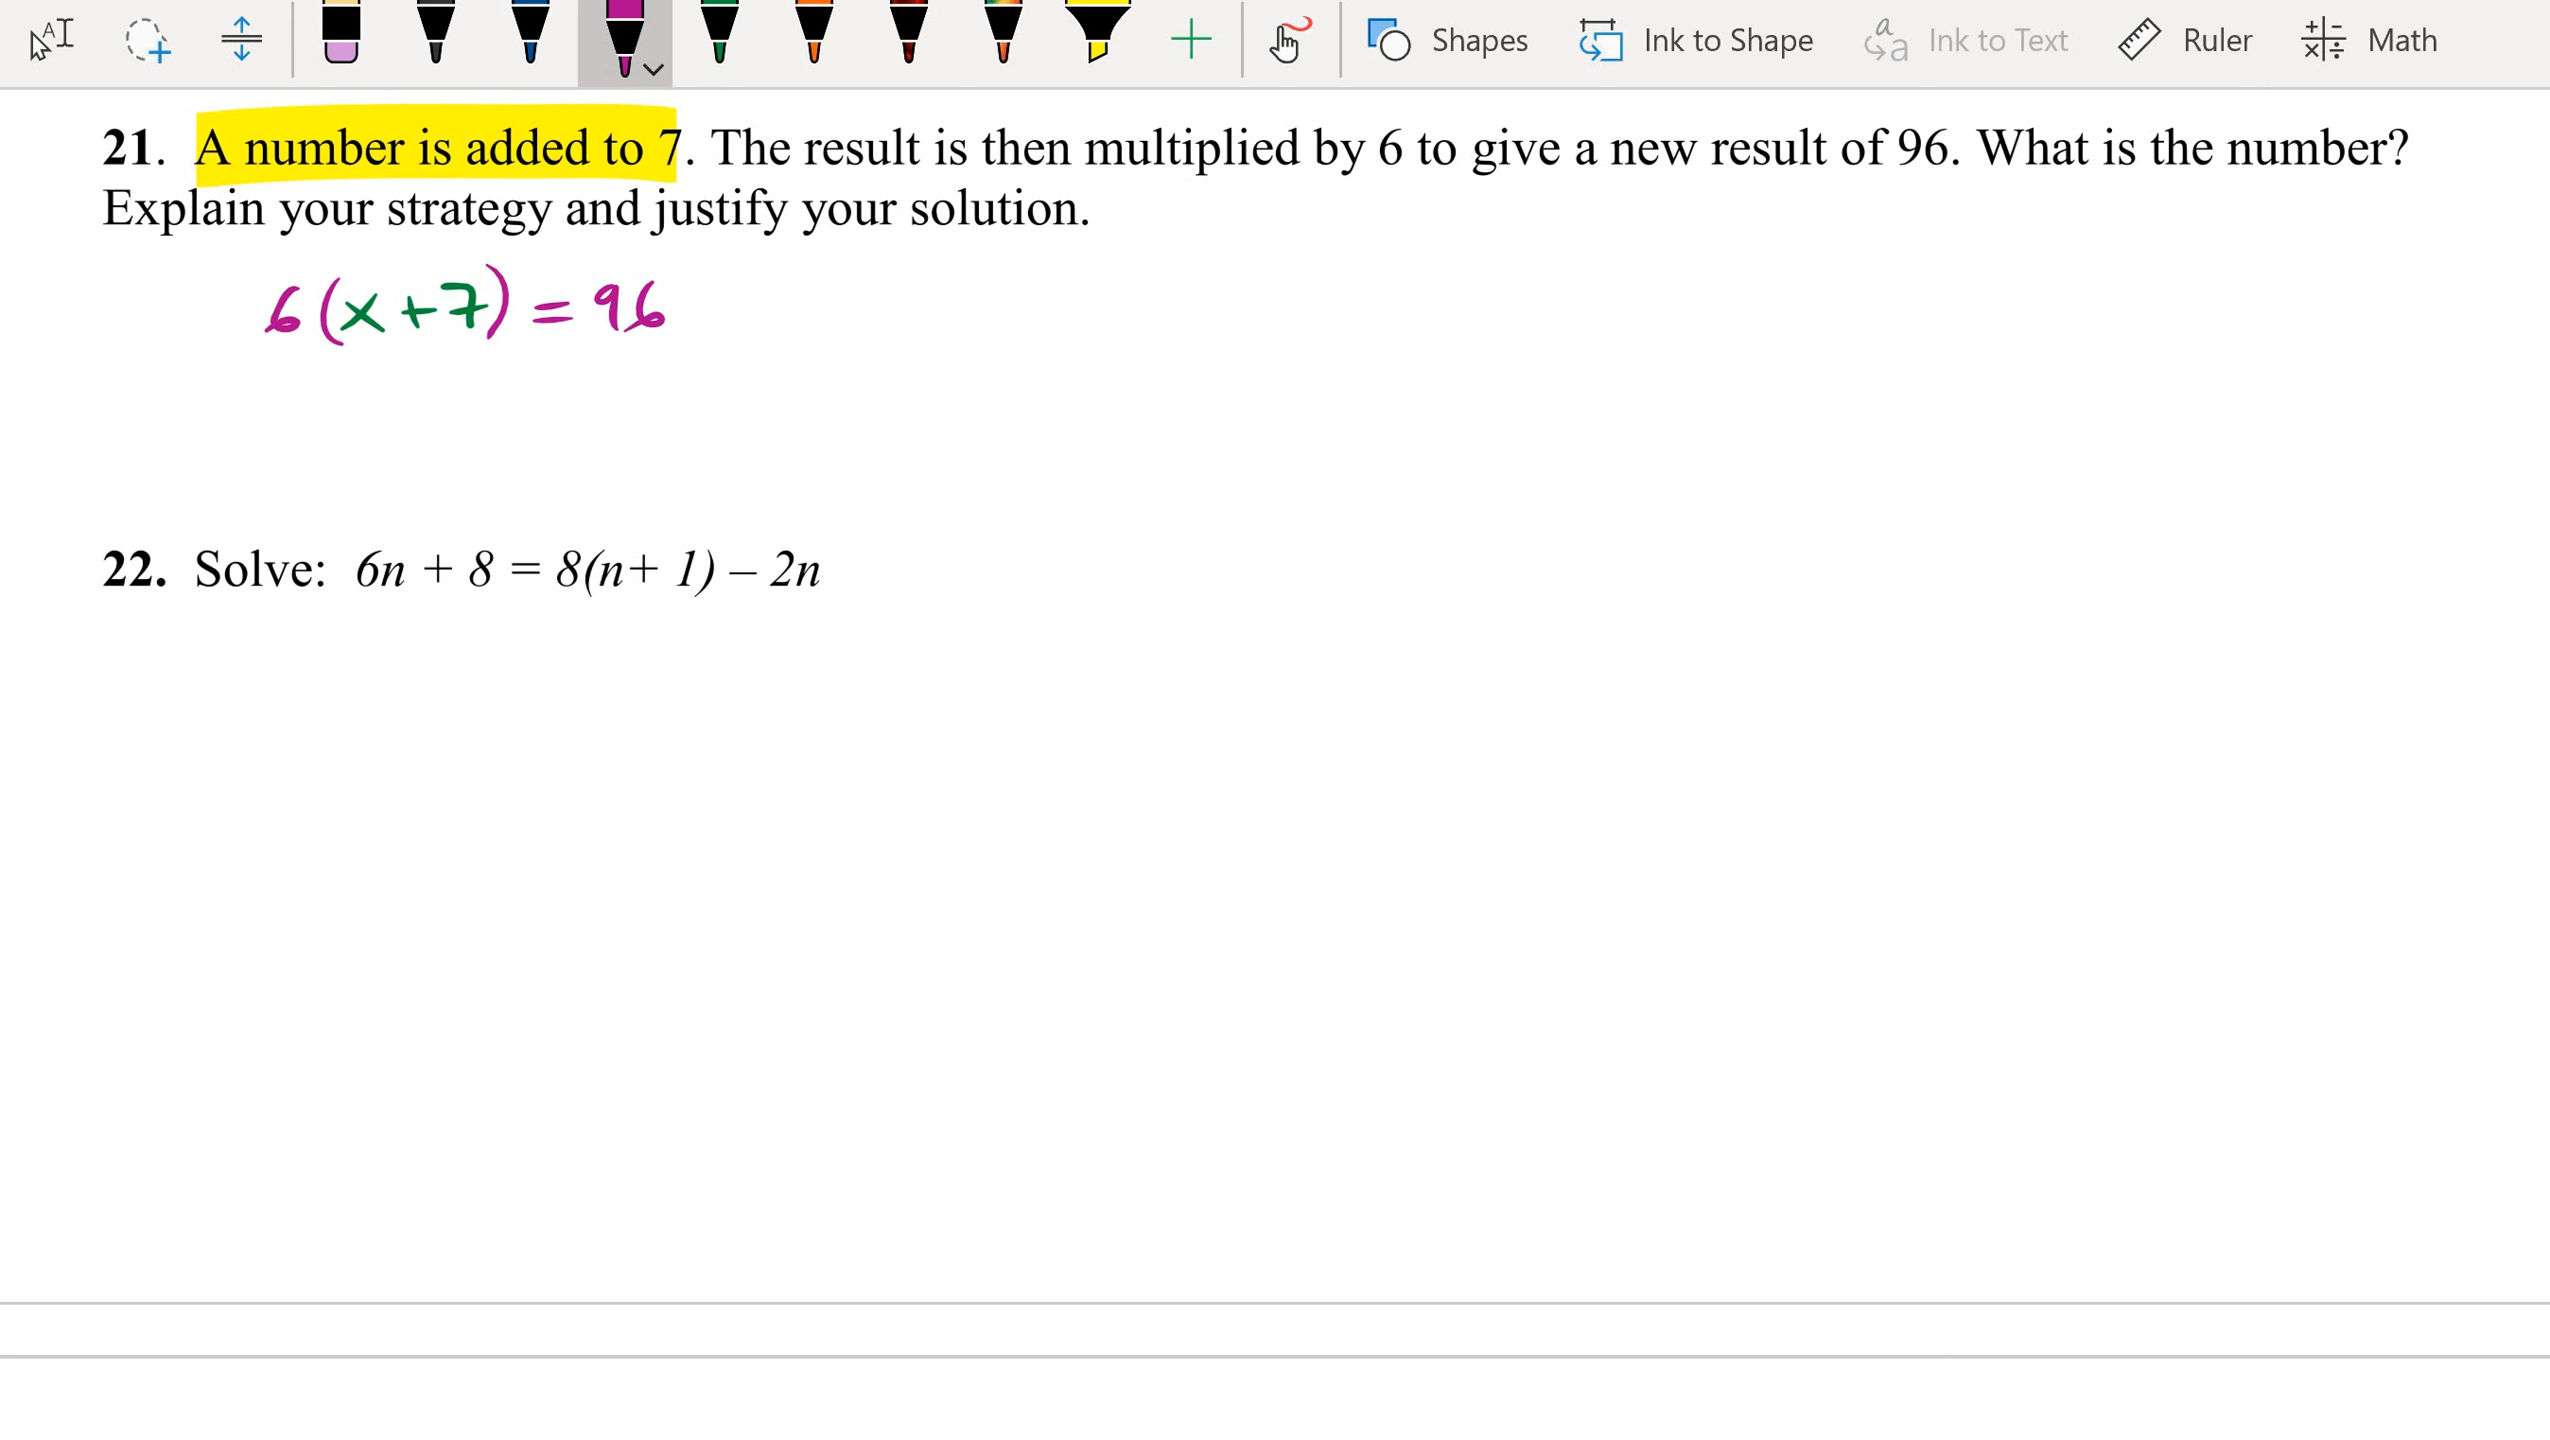 Shapes Ink to Shape Ink to Text Ruler Math
21. A number is added to 7. The result is then multiplied by 6 to give a new result of 96. What is the number?
Explain your strategy and justify your solution.
6(x+7) = 96
22. Solve: 6n + 8 = 8(n+ 1) – 2n